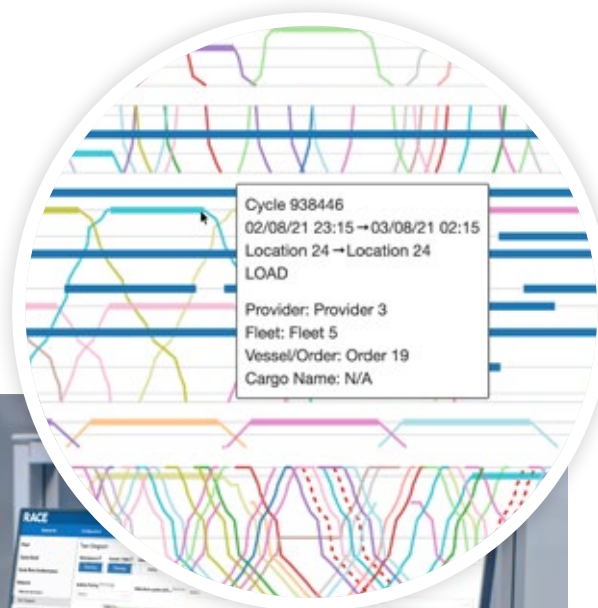 Cycle 938446
02/08/21 23:15→03/08/21 02:15
Location 24→Location 24
LOAD
Provider: Provider 3
Fleet: Fleet 5
Vessel/Order: Order 19
Cargo Name: N/A
RACE